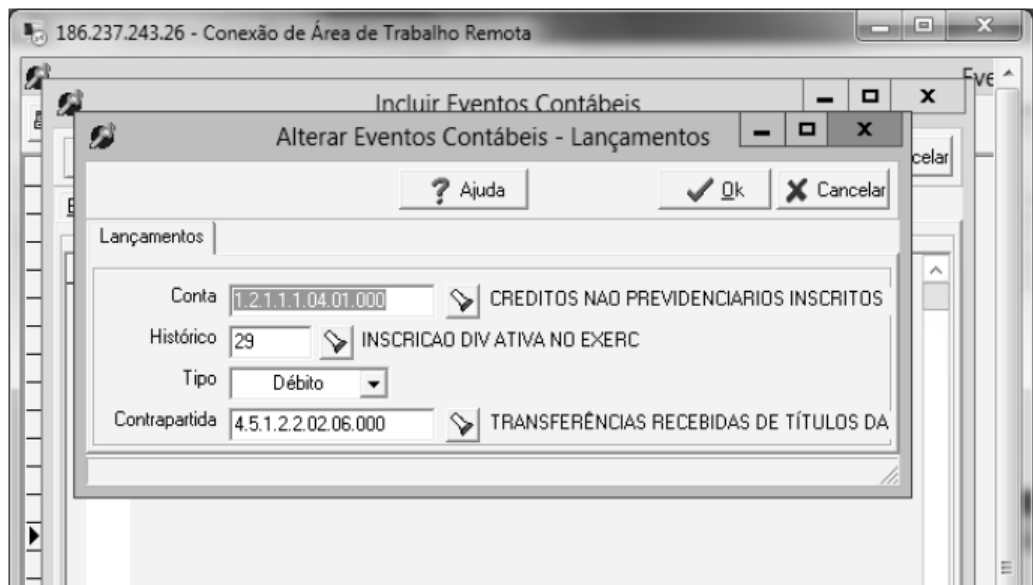 186.237.243.26 - Conexão de Área de Trabalho Remota
Eve
Incluir Eventos Contábeis
Alterar Eventos Contábeis - Lançamentos
celar
Ajuda
Ok
Cancelar
Lançamentos
Conta 1.2.1.1.1.04.01.000 CREDITOS NAO PREVIDENCIARIOS INSCRITOS
Histórico 29 INSCRICAO DIV ATIVA NO EXERC
Tipo Débito
Contrapartida 4.5.1.2.2.02.06.000 TRANSFERÊNCIAS RECEBIDAS DE TÍTULOS DA